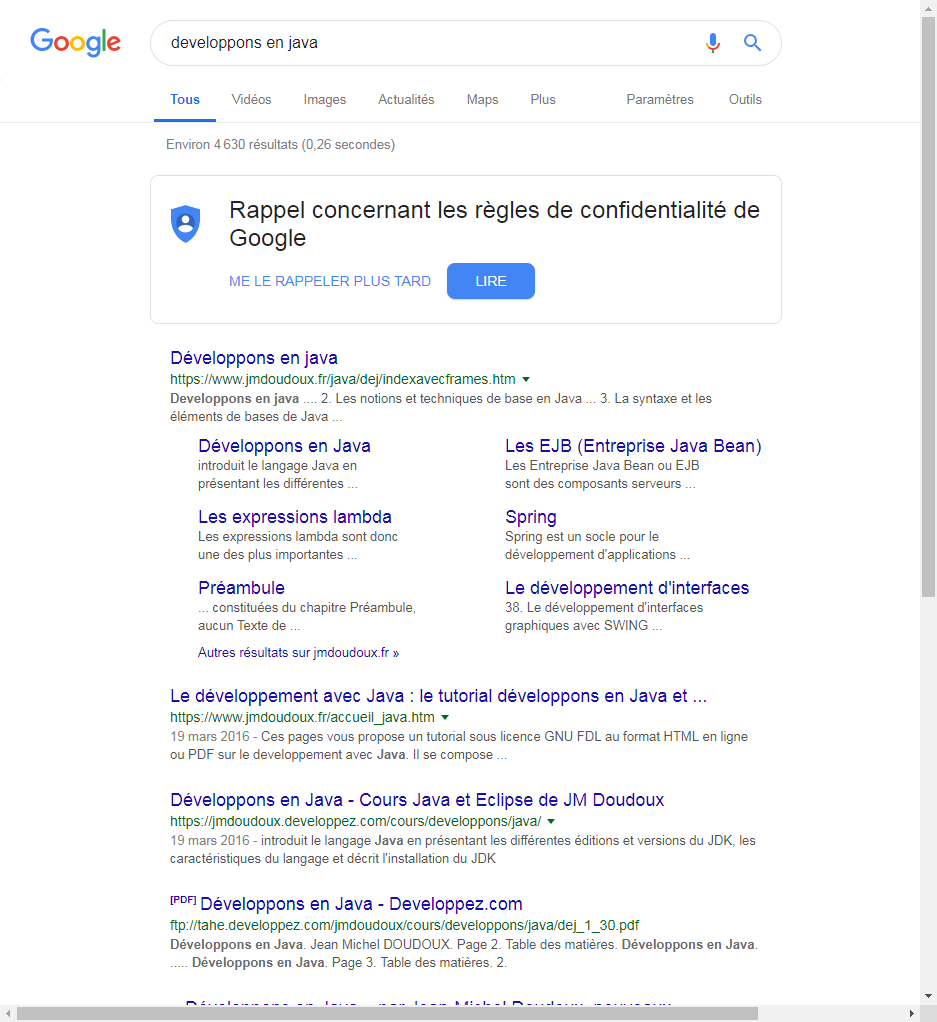 Google
developpons en java
Tous Vidéos Images Actualités Maps Plus Paramètres Outils
Environ 4 630 résultats (0,26 secondes)
Rappel concernant les règles de confidentialité de
Google
ME LE RAPPELER PLUS TARD LIRE
Développons en java
https://www.jmdoudoux.fr/java/dej/indexavecframes.htm
Developpons en java .... 2. Les notions et techniques de base en Java ... 3. La syntaxe et les
éléments de bases de Java ...
Développons en Java
introduit le langage Java en
présentant les différentes ...
Les EJB (Entreprise Java Bean)
Les Entreprise Java Bean ou EJB
sont des composants serveurs ...
Les expressions lambda
Les expressions lambda sont donc
une des plus importantes ...
Spring
Spring est un socle pour le
développement d'applications ...
Préambule
... constituées du chapitre Préambule,
aucun Texte de ...
Le développement d'interfaces
38. Le développement d'interfaces
graphiques avec SWING ...
Autres résultats sur jmdoudoux.fr »
Le développement avec Java : le tutorial développons en Java et ...
https://www.jmdoudoux.fr/accueil_java.htm
19 mars 2016 - Ces pages vous propose un tutorial sous licence GNU FDL au format HTML en ligne
ou PDF sur le developpement avec Java. Il se compose ...
Développons en Java - Cours Java et Eclipse de JM Doudoux
https://jmdoudoux.developpez.com/cours/developpons/java/
19 mars 2016 - introduit le langage Java en présentant les différentes éditions et versions du JDK, les
caractéristiques du langage et décrit l'installation du JDK
[PDF] Développons en Java - Developpez.com
ftp://tahe.developpez.com/jmdoudoux/cours/developpons/java/dej_1_30.pdf
Développons en Java. Jean Michel DOUDOUX. Page 2. Table des matières. Développons en Java.
..... Développons en Java. Page 3. Table des matières. 2.
Développons en Java - par Jean-Michel Doudoux